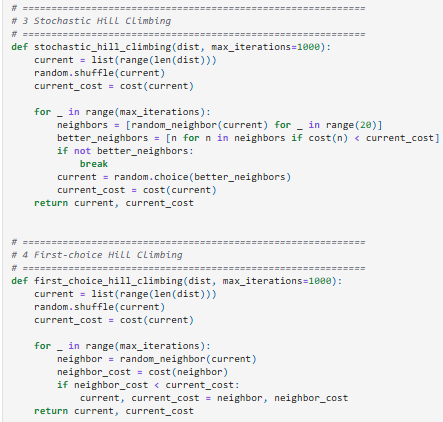 # ============================================================
# 3 Stochastic Hill Climbing
# ============================================================
def stochastic_hill_climbing(dist, max_iterations=1000):
    current = list(range(len(dist)))
    random.shuffle(current)
    current_cost = cost(current)

    for _ in range(max_iterations):
        neighbors = [random_neighbor(current) for _ in range(20)]
        better_neighbors = [n for n in neighbors if cost(n) < current_cost]
        if not better_neighbors:
            break
        current = random.choice(better_neighbors)
        current_cost = cost(current)
    return current, current_cost


# ============================================================
# 4 First-choice Hill Climbing
# ============================================================
def first_choice_hill_climbing(dist, max_iterations=1000):
    current = list(range(len(dist)))
    random.shuffle(current)
    current_cost = cost(current)

    for _ in range(max_iterations):
        neighbor = random_neighbor(current)
        neighbor_cost = cost(neighbor)
        if neighbor_cost < current_cost:
            current, current_cost = neighbor, neighbor_cost
    return current, current_cost